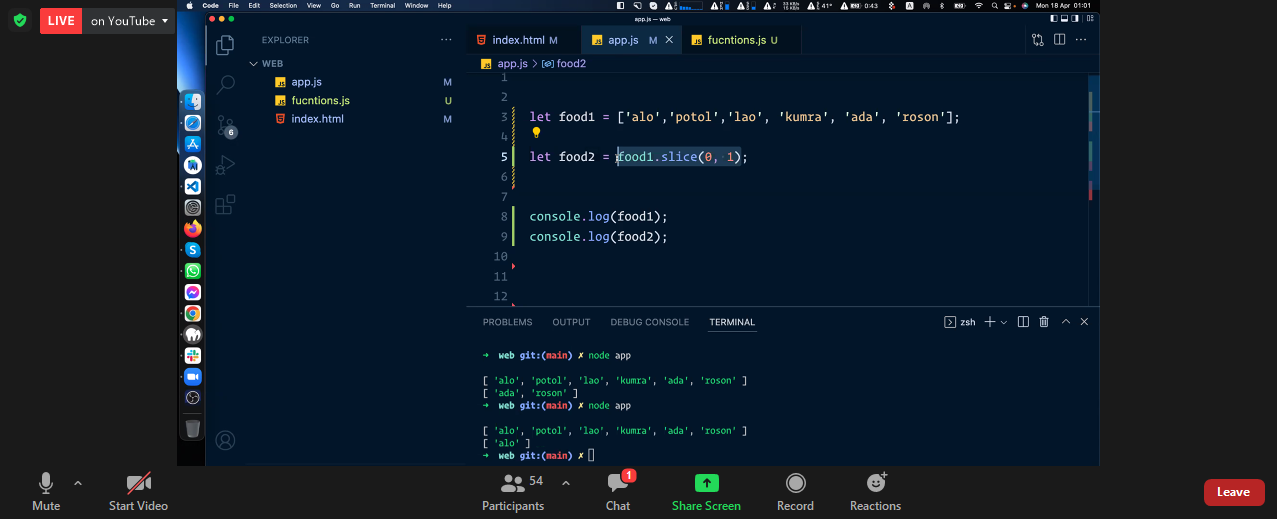 LIVE on YouTube
Code File Edit Selection View Go Run Terminal Window Help
0:43 41° Mon 18 Apr 01:01
app.js — web
EXPLORER ···
index.html M app.js M × fucntions.js U
WEB
app.js > food2
app.js M
fucntions.js U
index.html M
6
1
2
3 let food1 = ['alo','potol','lao', 'kumra', 'ada', 'roson'];
4
5 let food2 = food1.slice(0, 1);
6
7
8 console.log(food1);
9 console.log(food2);
10
11
12
PROBLEMS OUTPUT DEBUG CONSOLE TERMINAL zsh
→ web git:(main) ✗ node app
[ 'alo', 'potol', 'lao', 'kumra', 'ada', 'roson' ]
[ 'ada', 'roson' ]
→ web git:(main) ✗ node app
[ 'alo', 'potol', 'lao', 'kumra', 'ada', 'roson' ]
[ 'alo' ]
→ web git:(main) ✗
54 1
Mute Start Video Participants Chat Share Screen Record Reactions Leave